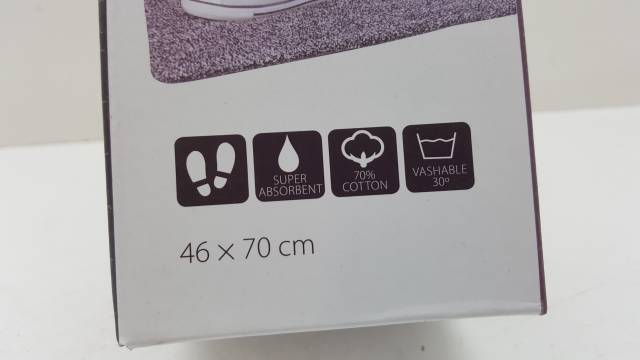 SUPER
ABSORBENT
70%
COTTON
VASHABLE
30º
46 x 70 cm